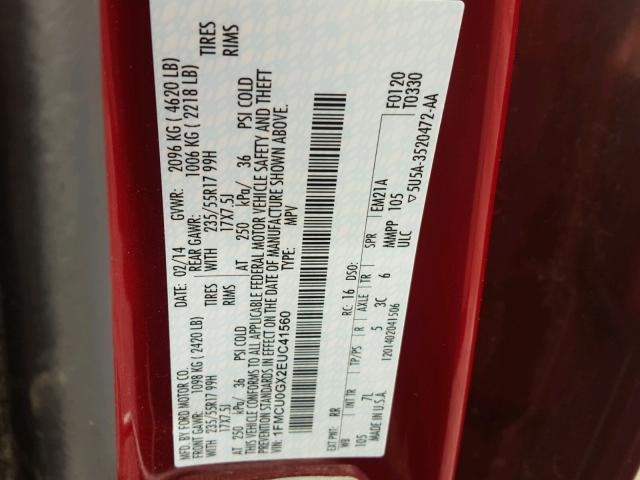 MFD. BY FORD MOTOR CO.
DATE: 02/14 GVWR: 2096 KG ( 4620 LB)
FRONT GAWR: 1098 KG (2420 LB) REAR GAWR: 1006 KG ( 2218 LB)
WITH 235/55R17 99H TIRES WITH 235/55R17 99H TIRES
17X7.5J RIMS 17X7.5J RIMS
AT 250 kPa/ 36 PSI COLD AT 250 kPa/ 36 PSI COLD
THIS VEHICLE CONFORMS TO ALL APPLICABLE FEDERAL MOTOR VEHICLE SAFETY AND THEFT
PREVENTION STANDARDS IN EFFECT ON THE DATE OF MANUFACTURE SHOWN ABOVE.
VIN: 1FMCU0GX2EUC41560 TYPE: MPV
F0120
T0330
EXT PNT: RR RC: 16 DSO:
WB INT TR TP/PS R AXLE TR SPR EM21A
105 7L 5 3C 6 MMPP 105
ULC
MADE IN U.S.A. 1201402041506 ▽5U5A-3520472-AA